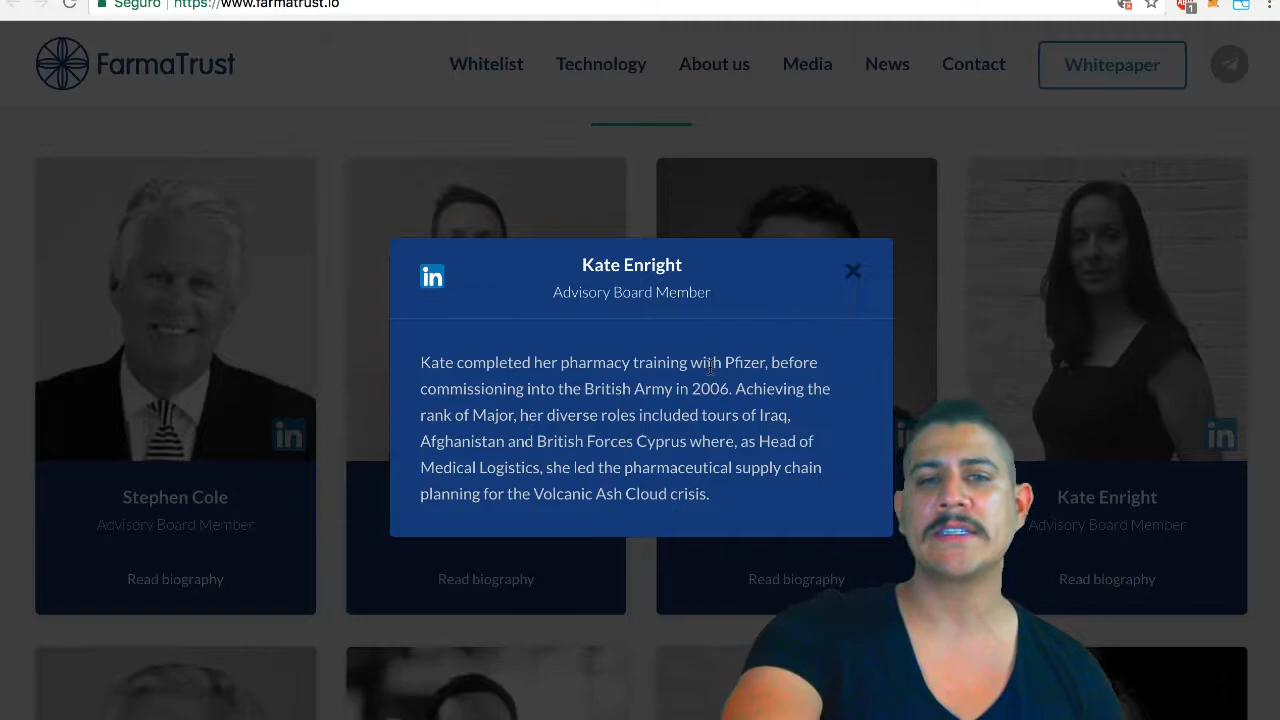 Seguro https://www.farmatrust.io
1
FarmaTrust
Whitelist Technology About us Media News Contact Whitepaper
in
Kate Enright
Advisory Board Member
Kate completed her pharmacy training with Pfizer, before
commissioning into the British Army in 2006. Achieving the
rank of Major, her diverse roles included tours of Iraq,
Afghanistan and British Forces Cyprus where, as Head of
Medical Logistics, she led the pharmaceutical supply chain
planning for the Volcanic Ash Cloud crisis.
in
in
Stephen Cole
Advisory Board Member
Read biography
Read biography
Read biography
Kate Enright
Advisory Board Member
Read biography